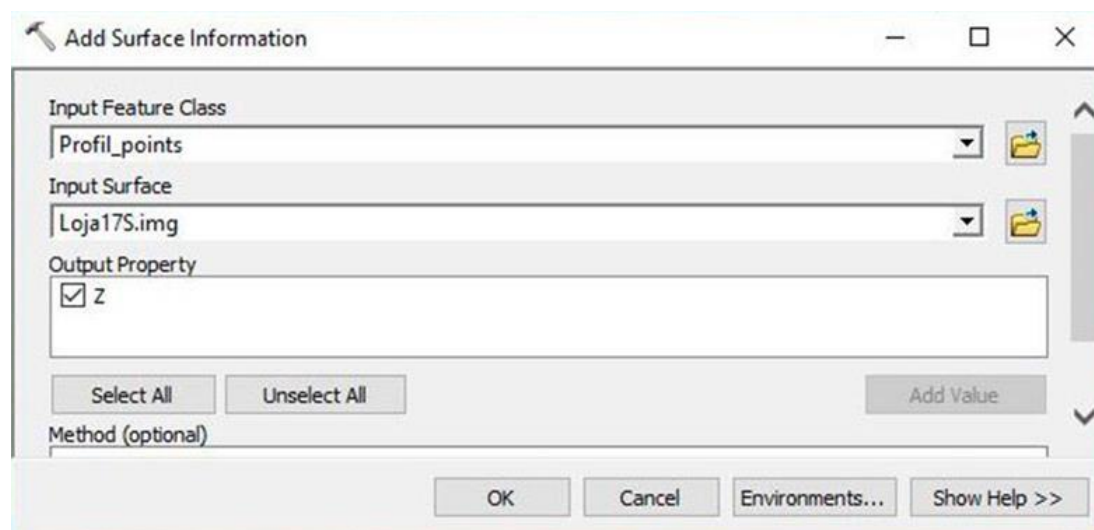 Add Surface Information
Input Feature Class
Profil_points
Input Surface
Loja17S.img
Output Property
Z
Select All Unselect All Add Value
Method (optional)
OK Cancel Environments... Show Help >>